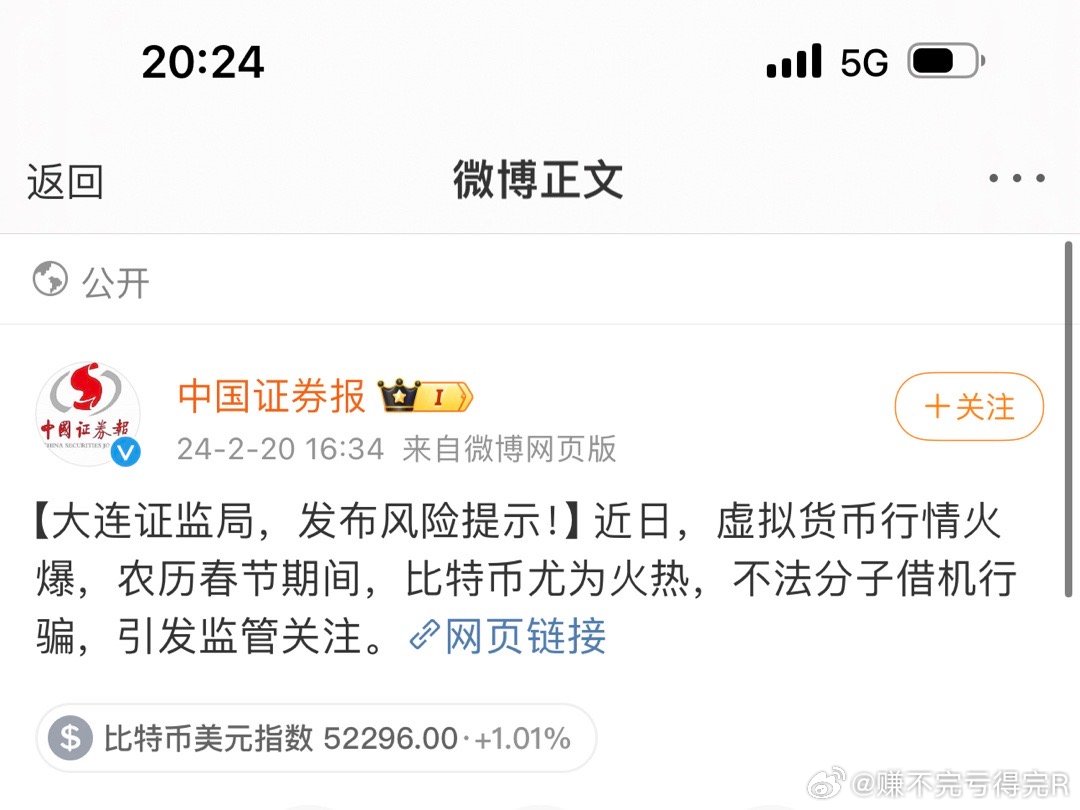 20:24 5G
返回 微博正文 ···
公开
中国证券报 I
中國证券報
24-2-20 16:34 来自微博网页版
+关注
【大连证监局，发布风险提示!】近日，虚拟货币行情火
爆，农历春节期间，比特币尤为火热，不法分子借机行
骗，引发监管关注。网页链接
$ 比特币美元指数 52296.00·+1.01%
@赚不完亏得完R